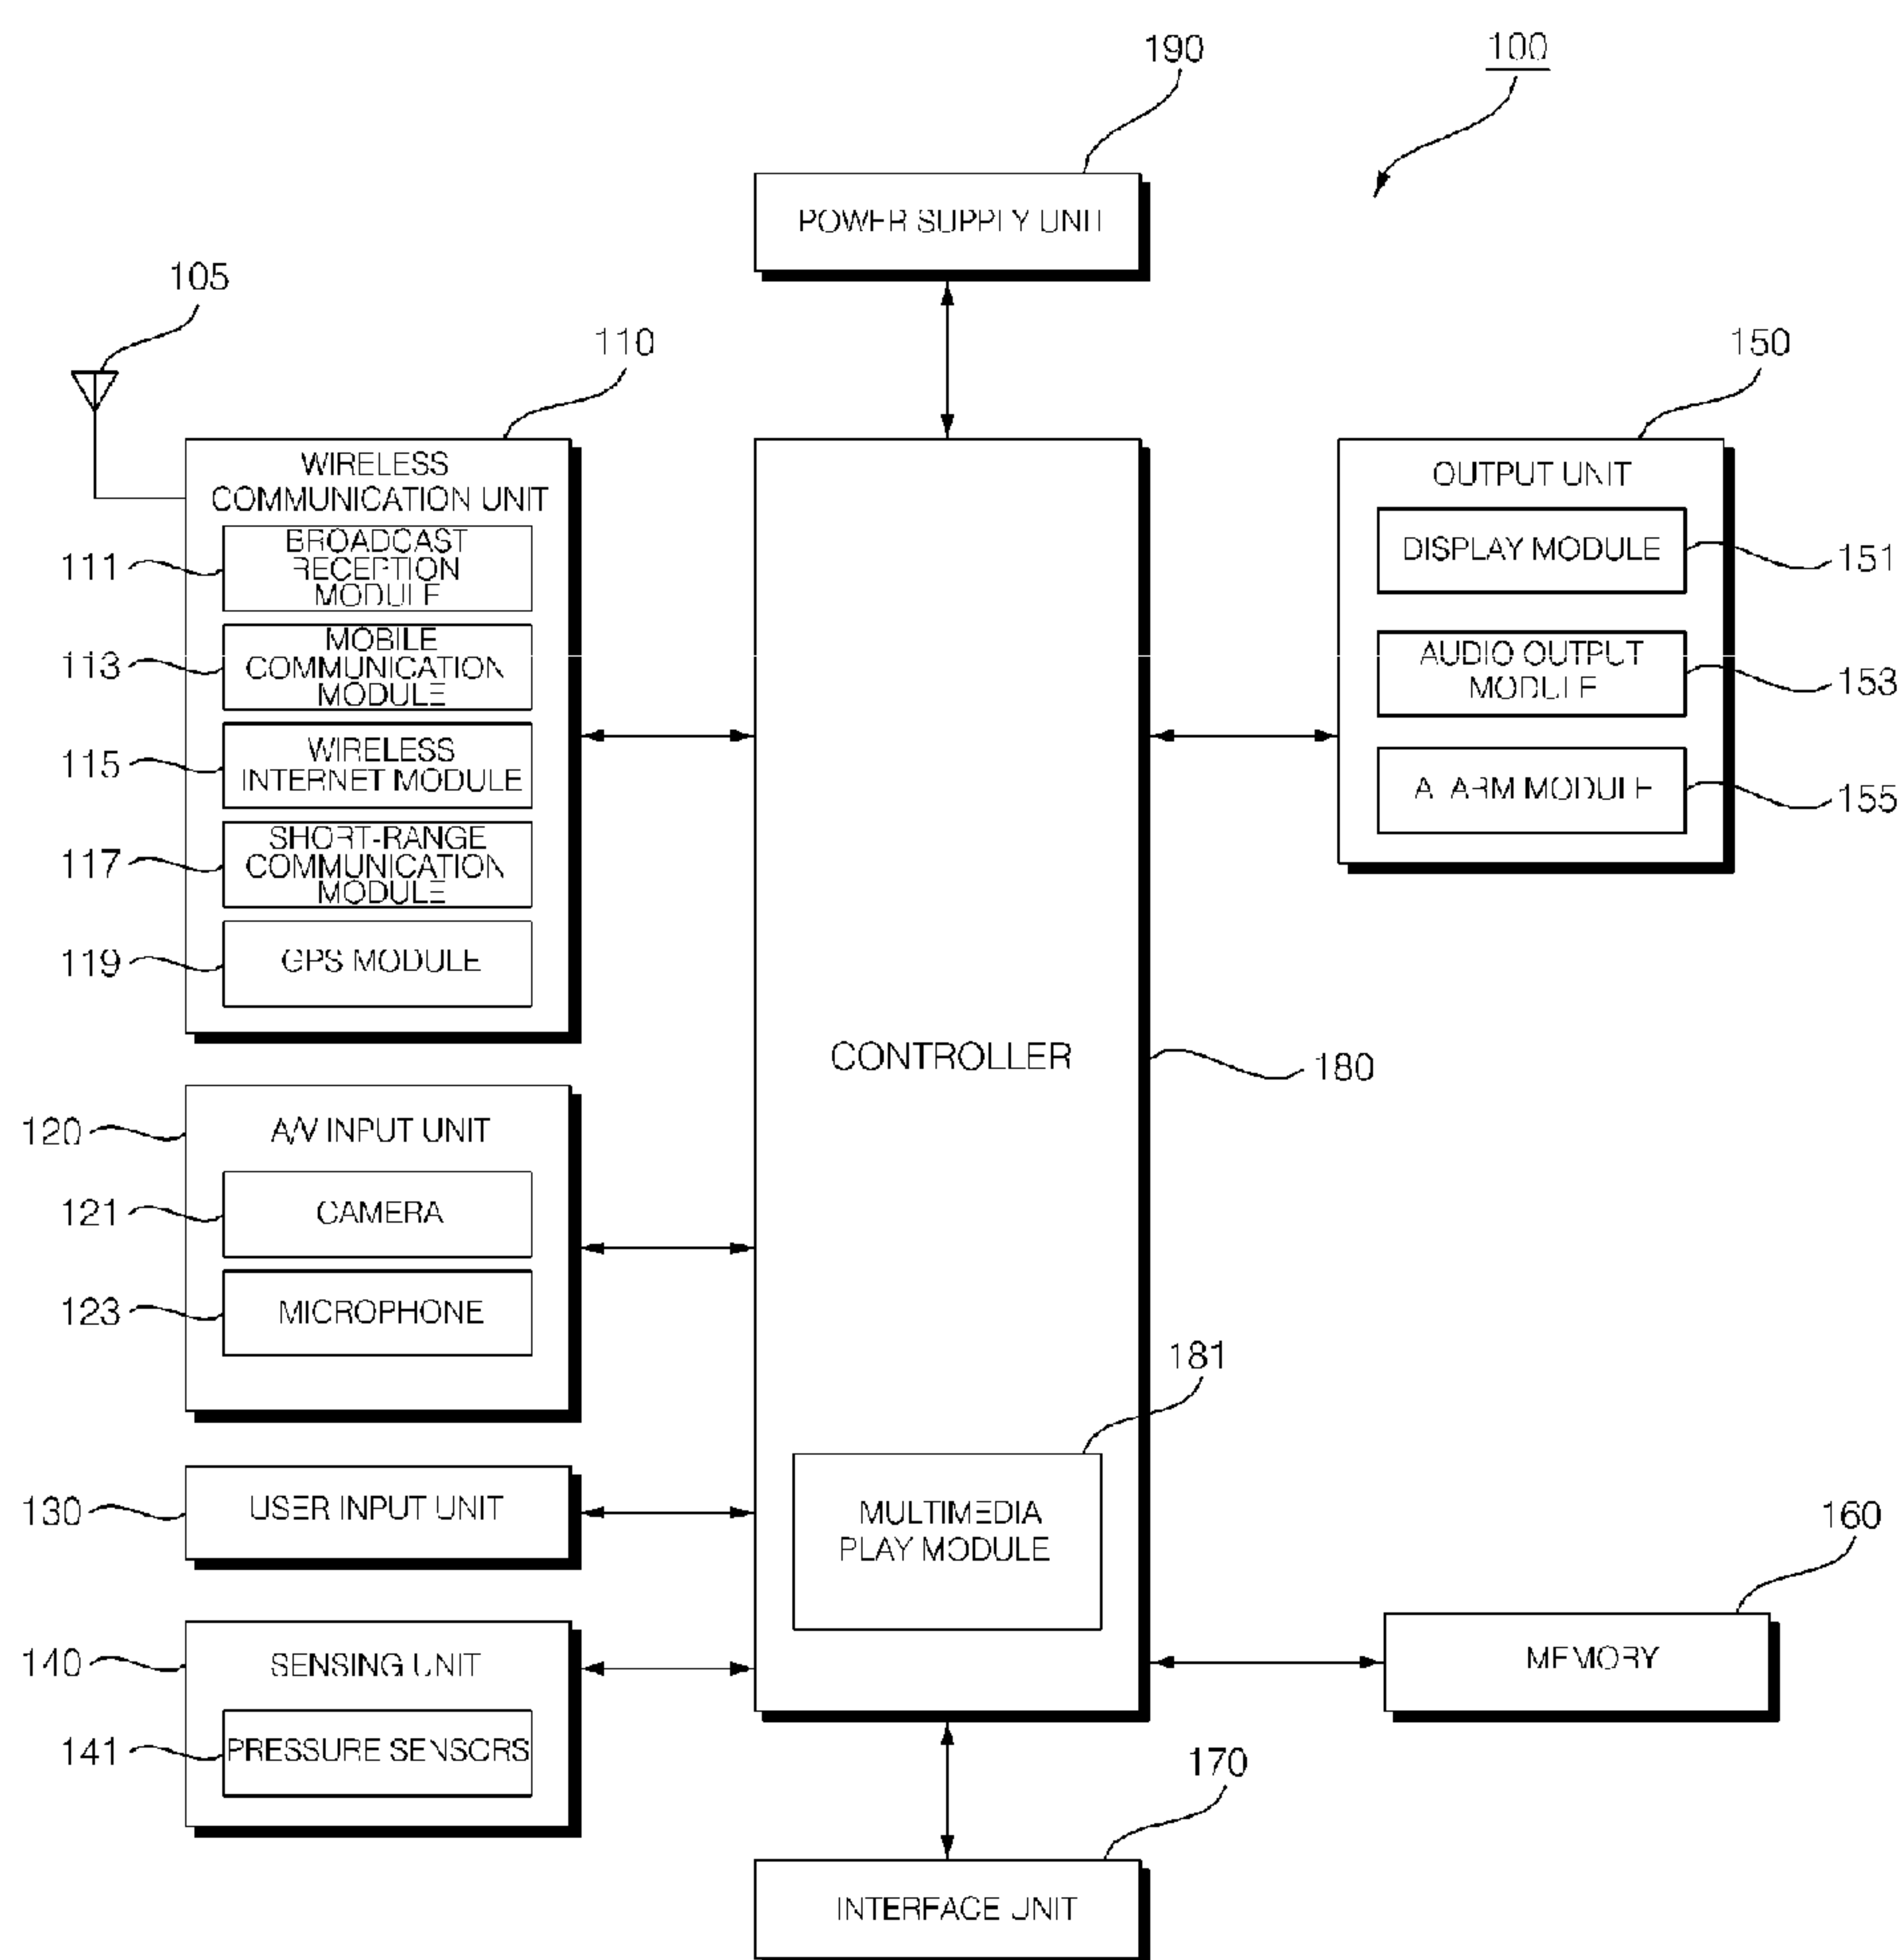 190
100
POWER SUPPLY UNIT
105
110
150
WIRELESS
COMMUNICATION UNIT
OUTPUT UNIT
111
BROADCAST
RECEPTION
MODULE
DISPLAY MODULE
151
113
MOBILE
COMMUNICATION
MODULE
AUDIO OUTPUT
MODULE
153
115
WIRELESS
INTERNET MODULE
ALARM MODULE
155
117
SHORT-RANGE
COMMUNICATION
MODULE
119
GPS MODULE
CONTROLLER
180
120
A/V INPUT UNIT
121
CAMERA
123
MICROPHONE
181
130
USER INPUT UNIT
MULTIMEDIA
PLAY MODULE
160
140
SENSING UNIT
MEMORY
141
PRESSURE SENSORS
170
INTERFACE UNIT